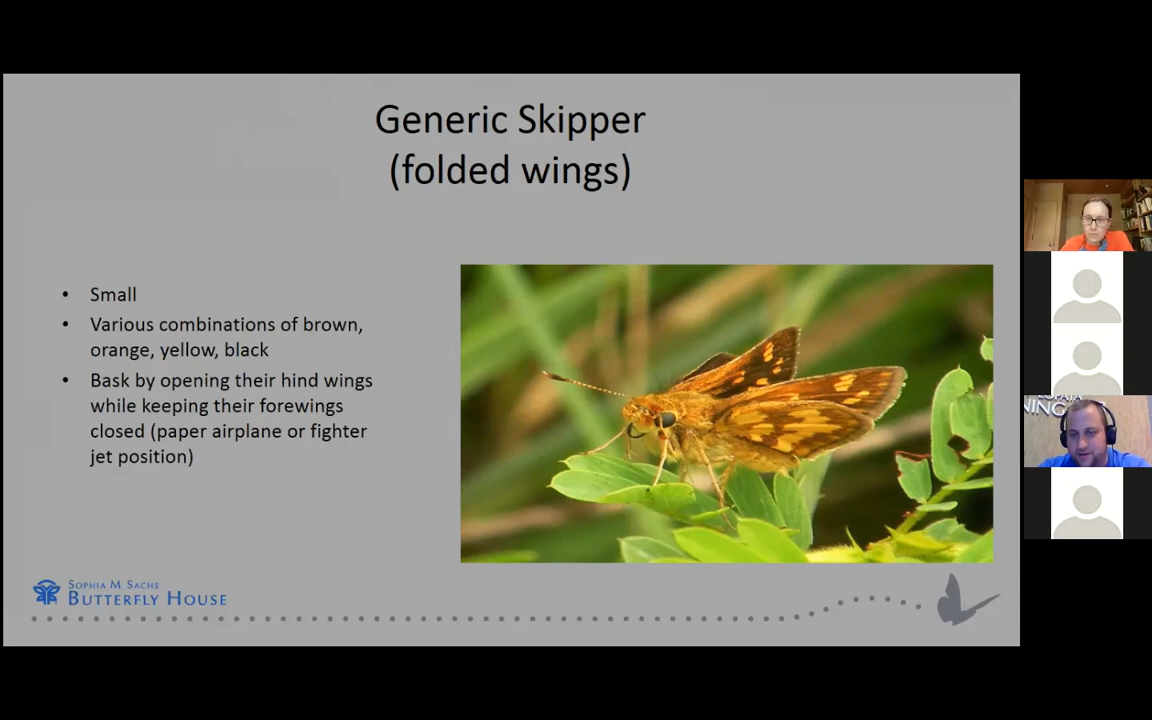 Generic Skipper
(folded wings)
• Small
• Various combinations of brown,
orange, yellow, black
• Bask by opening their hind wings
while keeping their forewings
closed (paper airplane or fighter
jet position)
SOPHIA M. SACHS
BUTTERFLY HOUSE